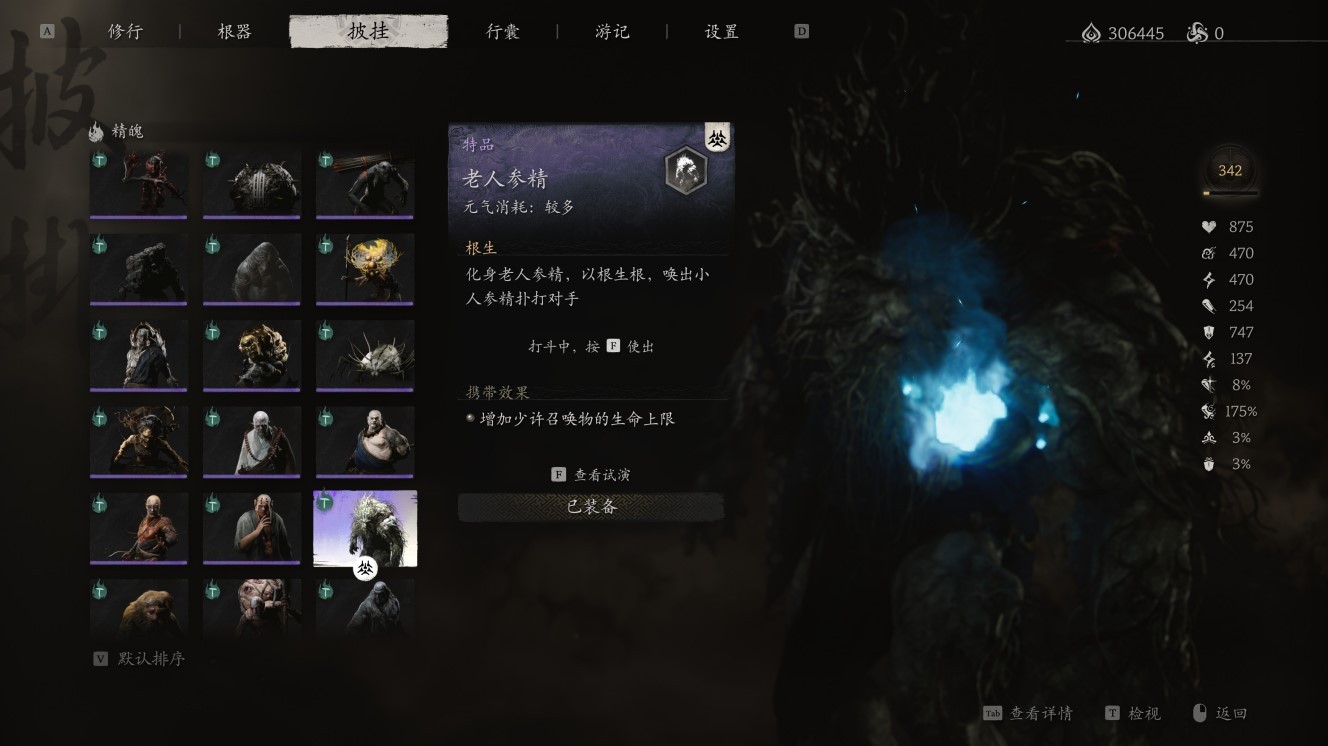 A 修行 根器 披挂 行囊 游记 设置 D 306445 0
披挂
精魄
T T T
T T T
T T T
T T T
T T T
T T T
V 默认排序
特品
老人参精
元气消耗：较多
根生
化身老人参精，以根生根，唤出小
人参精扑打对手
打斗中，按 F 使出
携带效果
增加少许召唤物的生命上限
F 查看试演
已装备
342
875
470
470
254
747
137
8%
175%
3%
3%
Tab 查看详情 T 检视 返回